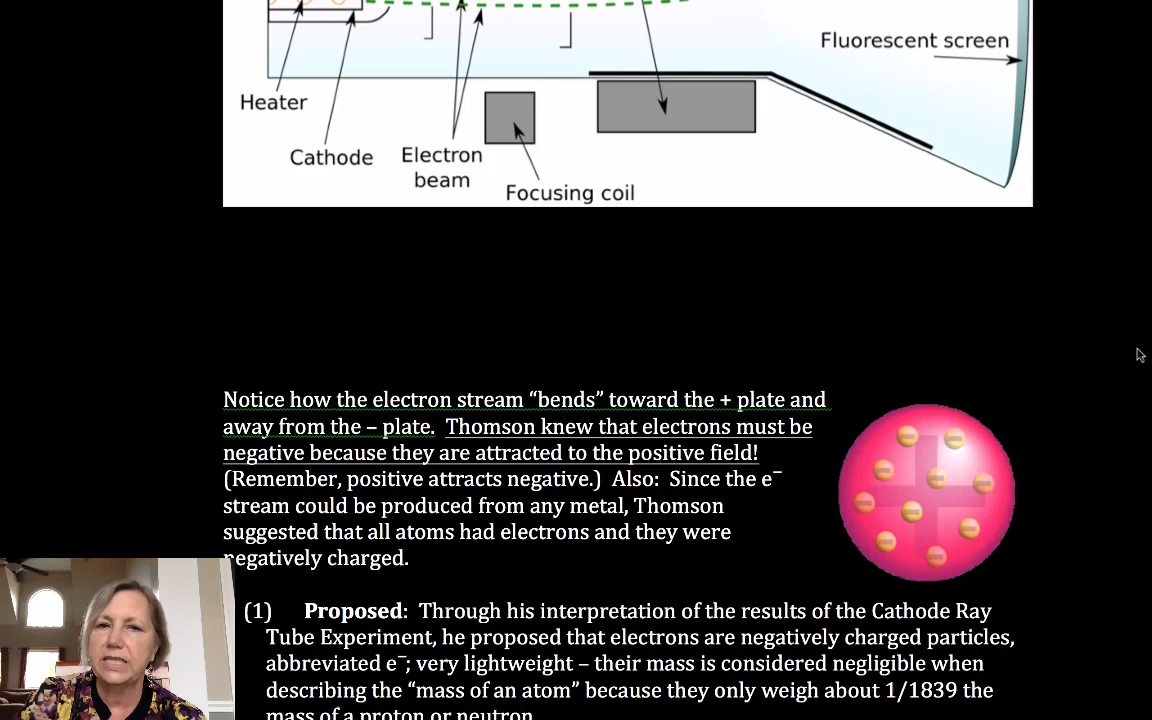 Fluorescent screen
Heater
Cathode
Electron
beam
Focusing coil
Notice how the electron stream “bends” toward the + plate and
away from the – plate.  Thomson knew that electrons must be
negative because they are attracted to the positive field!
(Remember, positive attracts negative.)  Also:  Since the e⁻
stream could be produced from any metal, Thomson
suggested that all atoms had electrons and they were
negatively charged.
(1) Proposed:  Through his interpretation of the results of the Cathode Ray
Tube Experiment, he proposed that electrons are negatively charged particles,
abbreviated e⁻; very lightweight – their mass is considered negligible when
describing the “mass of an atom” because they only weigh about 1/1839 the
mass of a proton or neutron.